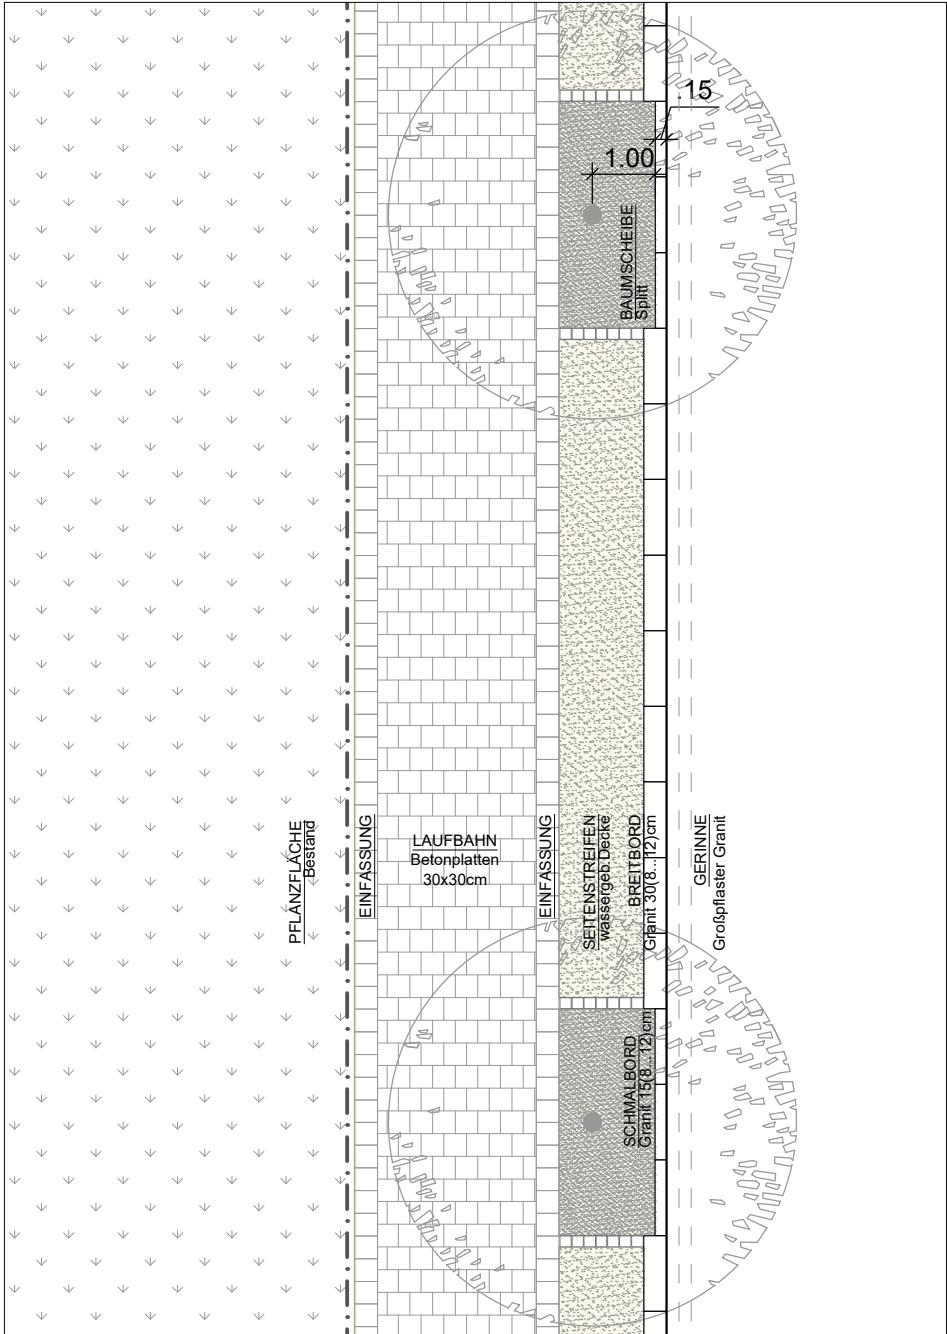 .15
1.00
BAUMSCHEIBE
Splitt
PFLANZFLÄCHE
Bestand
EINFASSUNG
LAUFBAHN
Betonplatten
30x30cm
EINFASSUNG
SEITENSTREIFEN
wassergeb.Decke
BREITBORD
Granit 30(8...12)cm
GERINNE
Großpflaster Granit
SCHMALBORD
Granit 15(8...12)cm